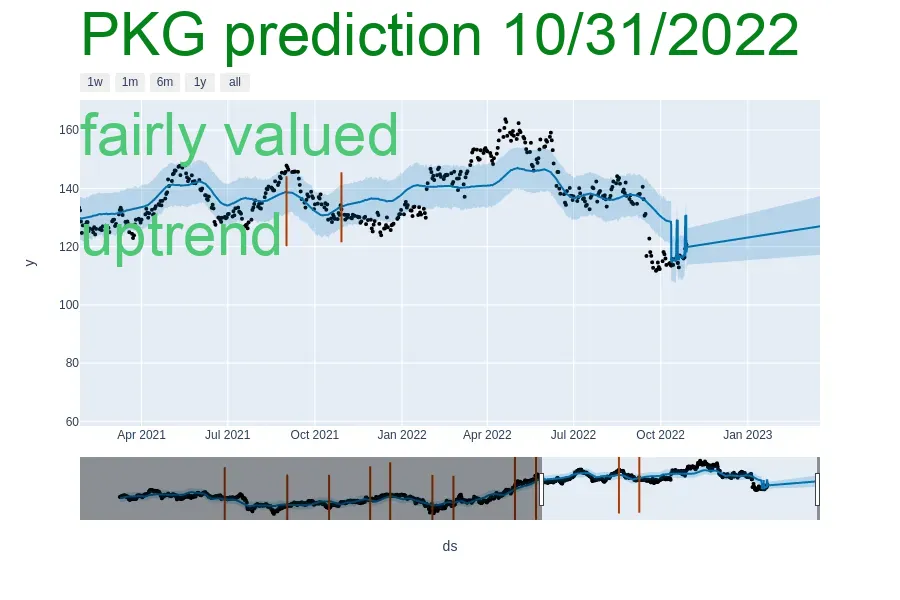 PKG prediction 10/31/2022
1w 1m 6m 1y all
fairly valued
uptrend
160
140
120
100
80
60
y
Apr 2021 Jul 2021 Oct 2021 Jan 2022 Apr 2022 Jul 2022 Oct 2022 Jan 2023
ds